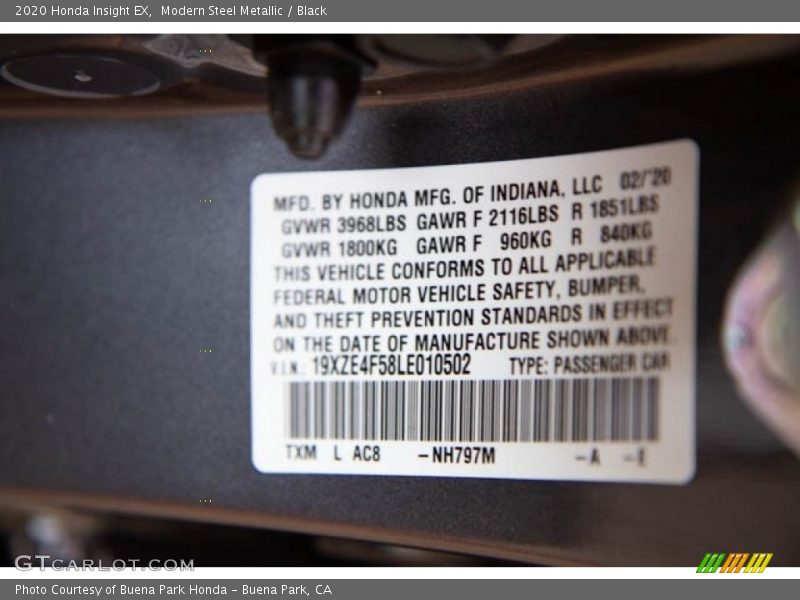 2020 Honda Insight EX, Modern Steel Metallic / Black
MFD. BY HONDA MFG. OF INDIANA, LLC 02/'20
GVWR 3968LBS GAWR F 2116LBS R 1851LBS
GVWR 1800KG GAWR F 960KG R 840KG
THIS VEHICLE CONFORMS TO ALL APPLICABLE
FEDERAL MOTOR VEHICLE SAFETY, BUMPER,
AND THEFT PREVENTION STANDARDS IN EFFECT
ON THE DATE OF MANUFACTURE SHOWN ABOVE.
V.I.N. 19XZE4F58LE010502 TYPE: PASSENGER CAR
TXM L AC8 -NH797M -A -E
GTCARLOT.COM
Photo Courtesy of Buena Park Honda - Buena Park, CA